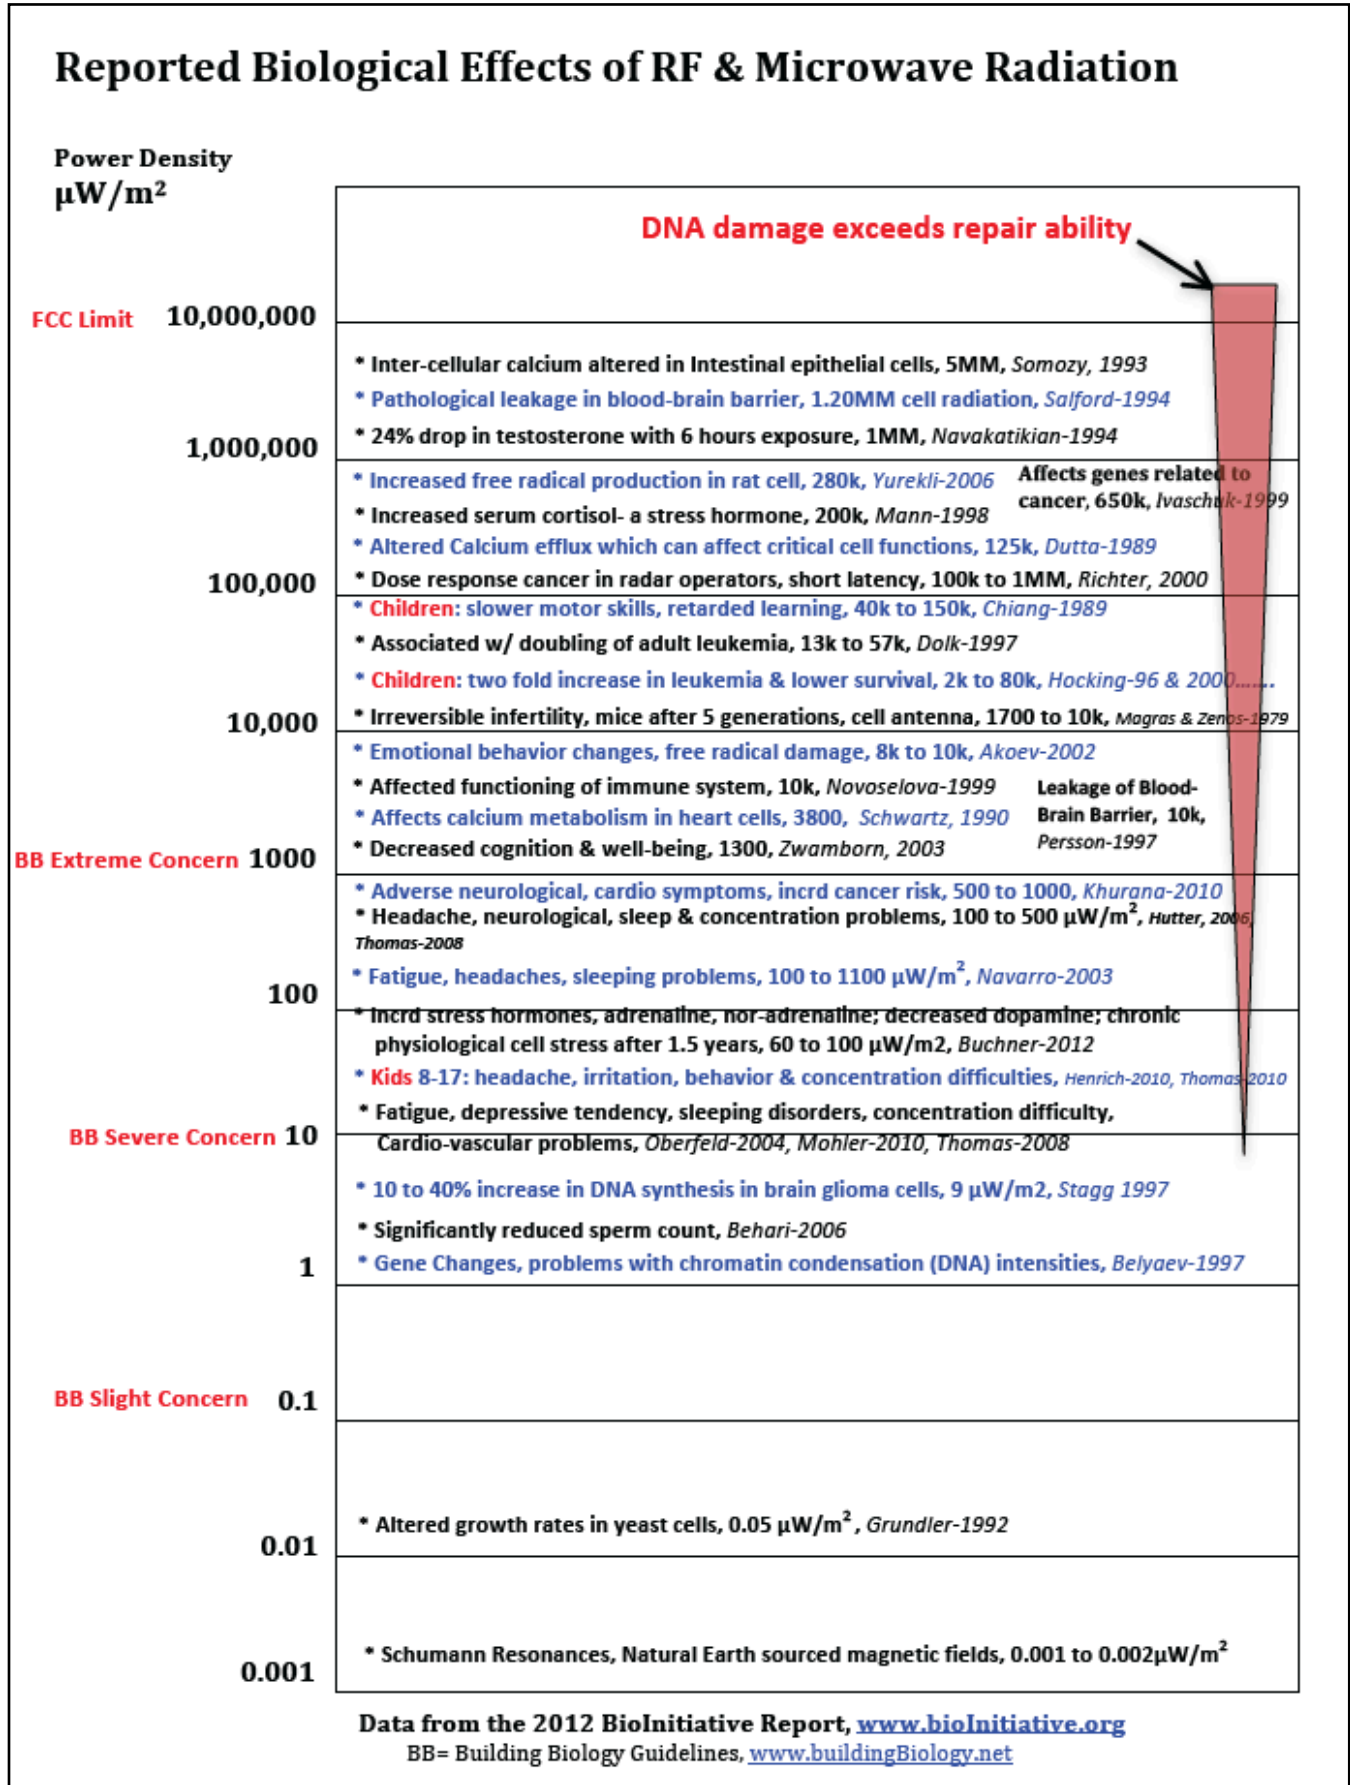 Reported Biological Effects of RF & Microwave Radiation
Power Density
µW/m²
DNA damage exceeds repair ability
FCC Limit 10,000,000
* Inter-cellular calcium altered in Intestinal epithelial cells, 5MM, Somozy, 1993
* Pathological leakage in blood-brain barrier, 1.20MM cell radiation, Salford-1994
* 24% drop in testosterone with 6 hours exposure, 1MM, Navakatikian-1994
1,000,000
* Increased free radical production in rat cell, 280k, Yurekli-2006
Affects genes related to
cancer, 650k, Ivaschuk-1999
* Increased serum cortisol- a stress hormone, 200k, Mann-1998
* Altered Calcium efflux which can affect critical cell functions, 125k, Dutta-1989
* Dose response cancer in radar operators, short latency, 100k to 1MM, Richter, 2000
100,000
* Children: slower motor skills, retarded learning, 40k to 150k, Chiang-1989
* Associated w/ doubling of adult leukemia, 13k to 57k, Dolk-1997
* Children: two fold increase in leukemia & lower survival, 2k to 80k, Hocking-96 & 2000.......
* Irreversible infertility, mice after 5 generations, cell antenna, 1700 to 10k, Magras & Zenos-1979
10,000
* Emotional behavior changes, free radical damage, 8k to 10k, Akoev-2002
* Affected functioning of immune system, 10k, Novoselova-1999
Leakage of Blood-
Brain Barrier, 10k,
Persson-1997
* Affects calcium metabolism in heart cells, 3800, Schwartz, 1990
* Decreased cognition & well-being, 1300, Zwamborn, 2003
BB Extreme Concern 1000
* Adverse neurological, cardio symptoms, incrd cancer risk, 500 to 1000, Khurana-2010
* Headache, neurological, sleep & concentration problems, 100 to 500 µW/m², Hutter, 2006,
Thomas-2008
* Fatigue, headaches, sleeping problems, 100 to 1100 µW/m², Navarro-2003
100
* Incrd stress hormones, adrenaline, nor-adrenaline; decreased dopamine; chronic
physiological cell stress after 1.5 years, 60 to 100 µW/m2, Buchner-2012
* Kids 8-17: headache, irritation, behavior & concentration difficulties, Henrich-2010, Thomas-2010
* Fatigue, depressive tendency, sleeping disorders, concentration difficulty,
BB Severe Concern 10
Cardio-vascular problems, Oberfeld-2004, Mohler-2010, Thomas-2008
* 10 to 40% increase in DNA synthesis in brain glioma cells, 9 µW/m2, Stagg 1997
* Significantly reduced sperm count, Behari-2006
* Gene Changes, problems with chromatin condensation (DNA) intensities, Belyaev-1997
1
BB Slight Concern 0.1
* Altered growth rates in yeast cells, 0.05 µW/m² , Grundler-1992
0.01
* Schumann Resonances, Natural Earth sourced magnetic fields, 0.001 to 0.002µW/m²
0.001
Data from the 2012 BioInitiative Report, www.bioInitiative.org
BB= Building Biology Guidelines, www.buildingBiology.net